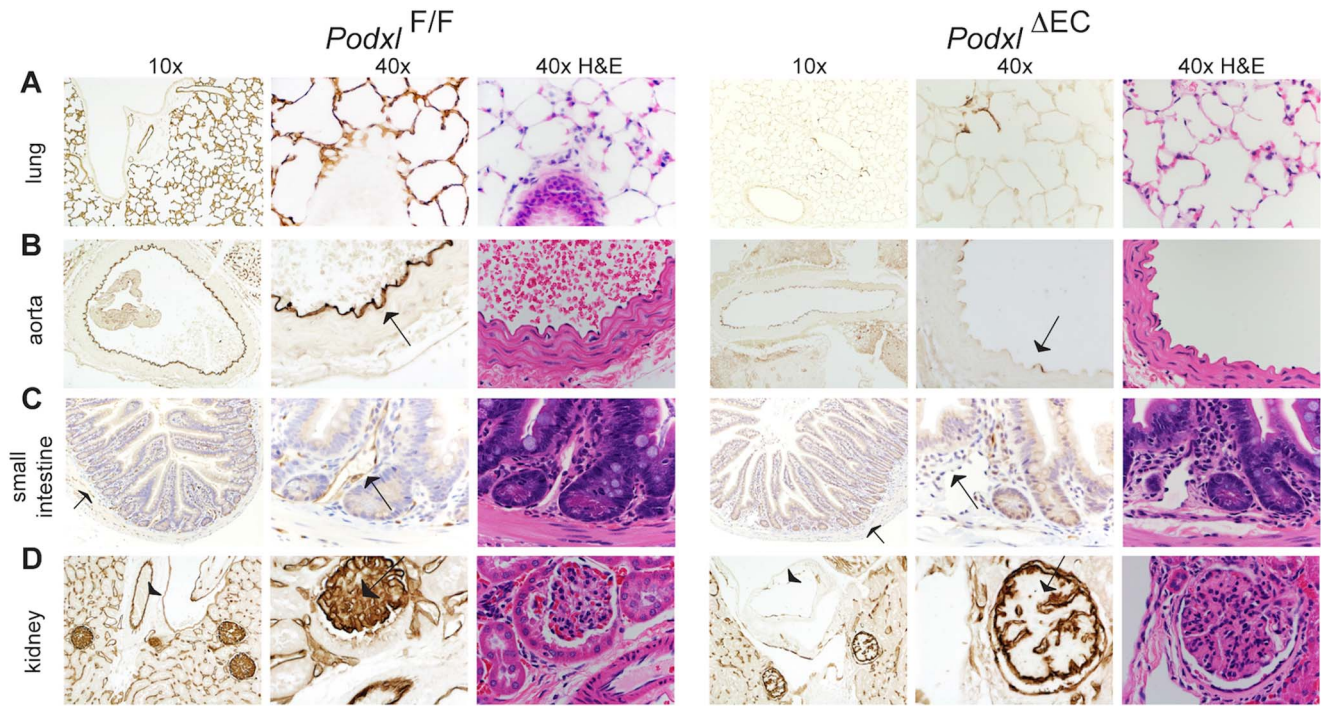 Podxl F/F
Podxl ΔEC
10x 40x 40x H&E 10x 40x 40x H&E
A
lung
B
aorta
C
small
intestine
D
kidney